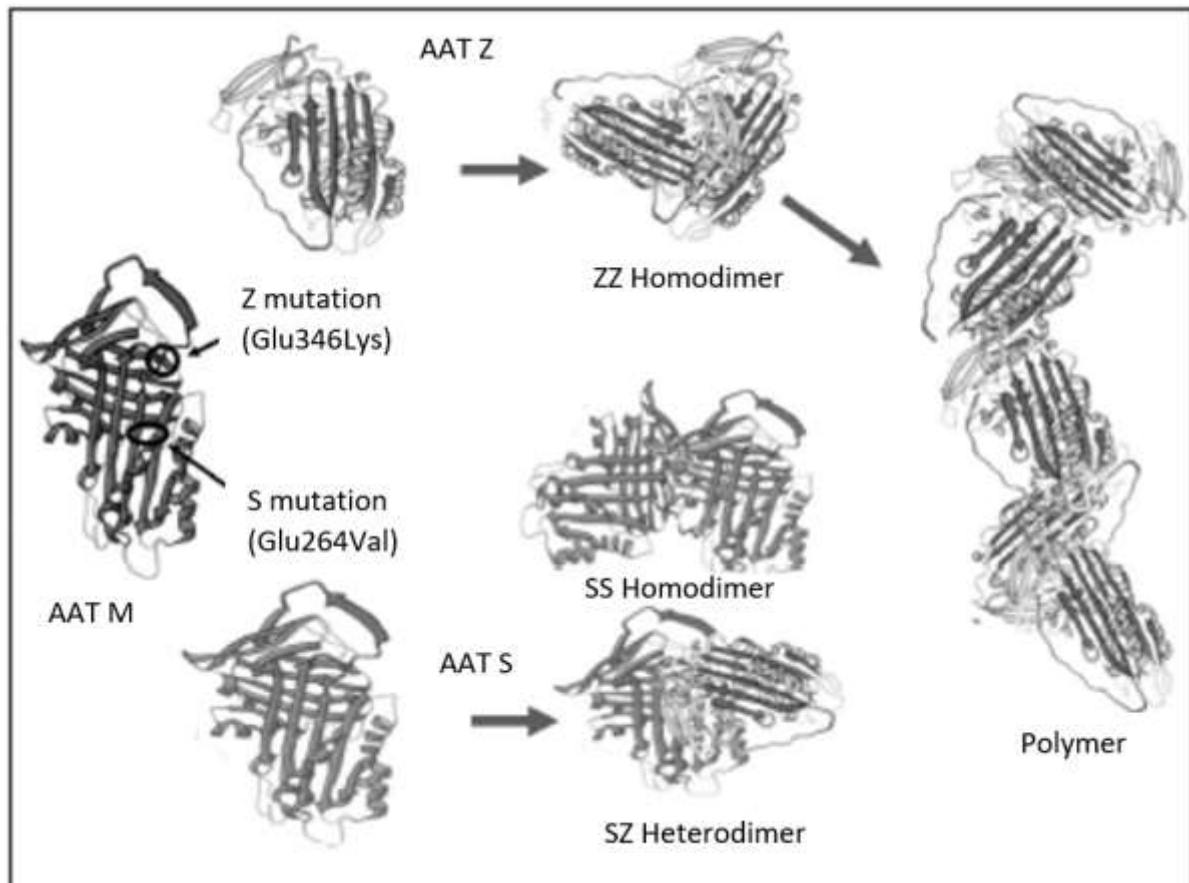 AAT Z
ZZ Homodimer
Z mutation
(Glu346Lys)
S mutation
(Glu264Val)
SS Homodimer
AAT M
AAT S
SZ Heterodimer
Polymer